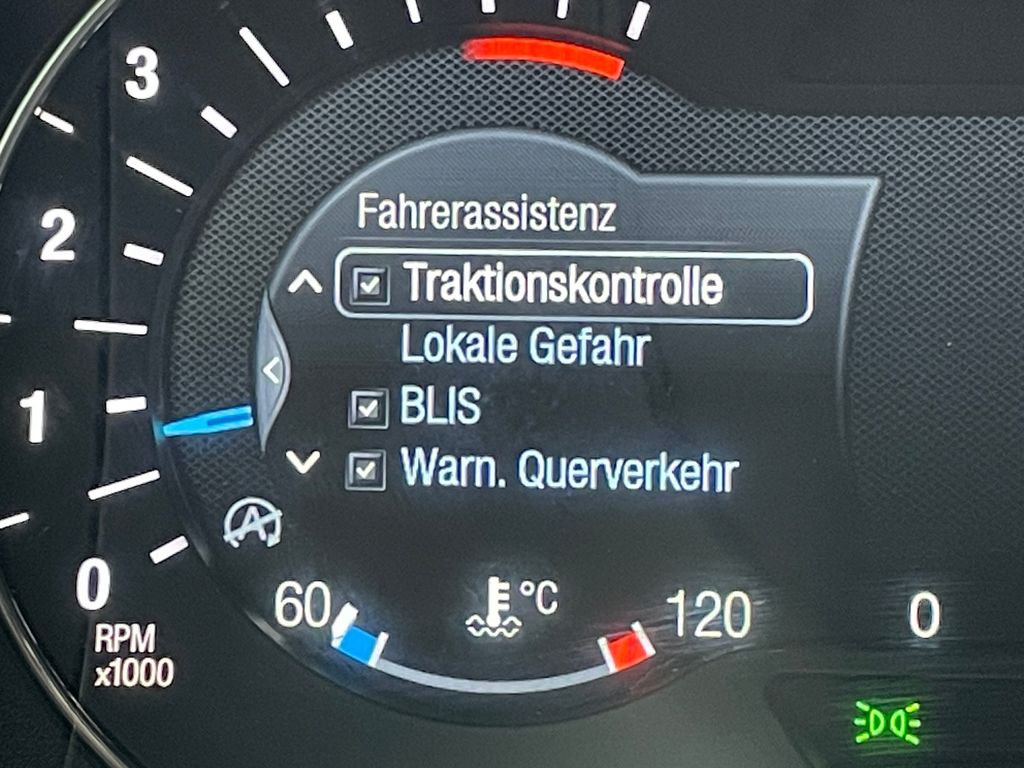 3
2
1
0
RPM
x1000
Fahrerassistenz
Traktionskontrolle
Lokale Gefahr
BLIS
Warn. Querverkehr
A
60
°C
120
0